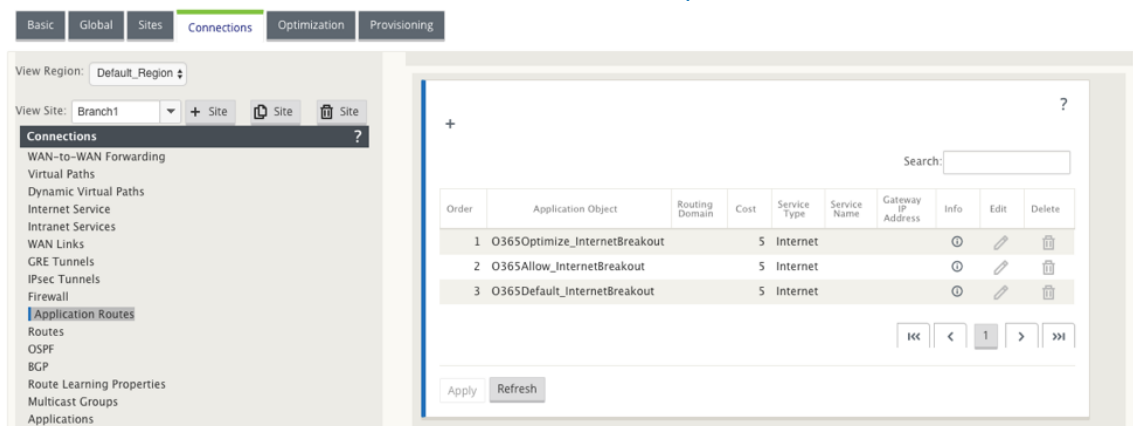 Basic Global Sites Connections Optimization Provisioning
View Region: Default_Region
View Site: Branch1 + Site Site Site
Connections ?
WAN-to-WAN Forwarding
Virtual Paths
Dynamic Virtual Paths
Internet Service
Intranet Services
WAN Links
GRE Tunnels
IPsec Tunnels
Firewall
Application Routes
Routes
OSPF
BGP
Route Learning Properties
Multicast Groups
Applications
?
+
Search:
Order Application Object Routing Domain Cost Service Type Service Name Gateway IP Address Info Edit Delete
1 O365Optimize_InternetBreakout 5 Internet
2 O365Allow_InternetBreakout 5 Internet
3 O365Default_InternetBreakout 5 Internet
1
Apply Refresh